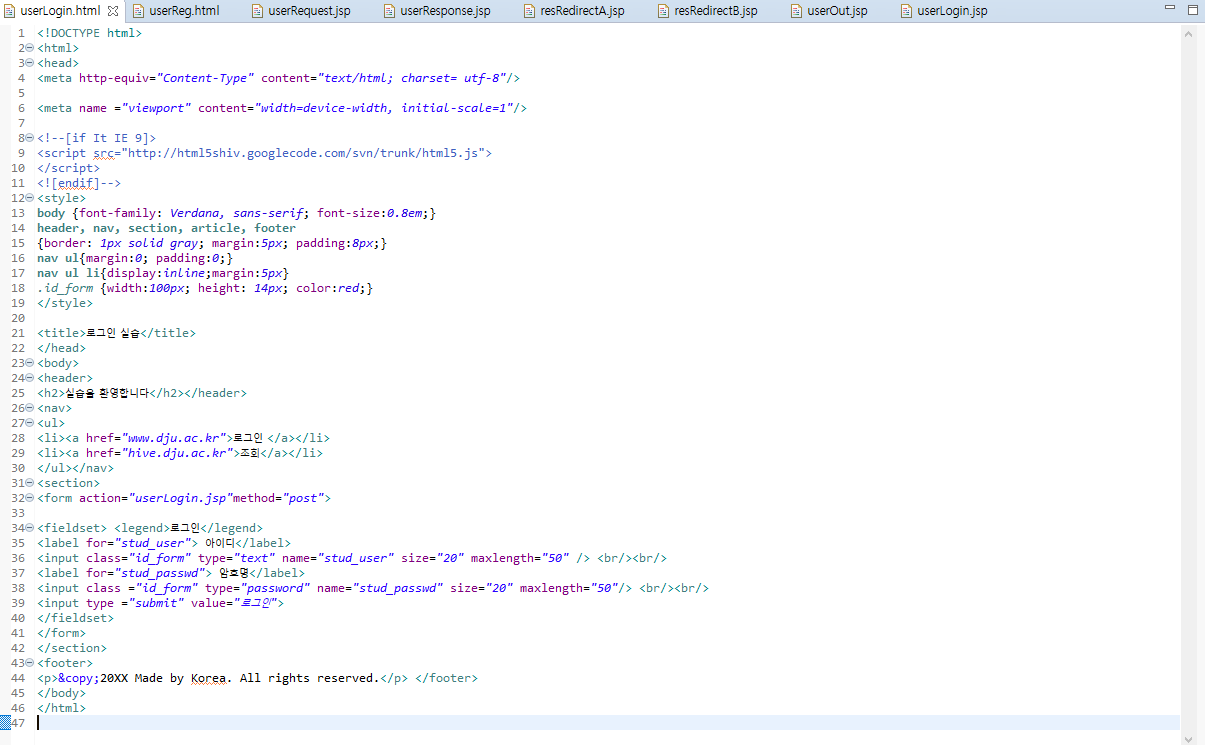 userLogin.html userReg.html userRequest.jsp userResponse.jsp resRedirectA.jsp resRedirectB.jsp userOut.jsp userLogin.jsp
1 <!DOCTYPE html>
2 <html>
3 <head>
4 <meta http-equiv="Content-Type" content="text/html; charset= utf-8"/>
5
6 <meta name ="viewport" content="width=device-width, initial-scale=1"/>
7
8 <!--[if It IE 9]>
9 <script src="http://html5shiv.googlecode.com/svn/trunk/html5.js">
10 </script>
11 <![endif]-->
12 <style>
13 body {font-family: Verdana, sans-serif; font-size:0.8em;}
14 header, nav, section, article, footer
15 {border: 1px solid gray; margin:5px; padding:8px;}
16 nav ul{margin:0; padding:0;}
17 nav ul li{display:inline;margin:5px}
18 .id_form {width:100px; height: 14px; color:red;}
19 </style>
20
21 <title>로그인 실습</title>
22 </head>
23 <body>
24 <header>
25 <h2>실습을 환영합니다</h2></header>
26 <nav>
27 <ul>
28 <li><a href="www.dju.ac.kr">로그인 </a></li>
29 <li><a href="hive.dju.ac.kr">조회</a></li>
30 </ul></nav>
31 <section>
32 <form action="userLogin.jsp"method="post">
33
34 <fieldset> <legend>로그인</legend>
35 <label for="stud_user"> 아이디</label>
36 <input class="id_form" type="text" name="stud_user" size="20" maxlength="50" /> <br/><br/>
37 <label for="stud_passwd"> 암호명</label>
38 <input class ="id_form" type="password" name="stud_passwd" size="20" maxlength="50"/> <br/><br/>
39 <input type ="submit" value="로그인">
40 </fieldset>
41 </form>
42 </section>
43 <footer>
44 <p>&copy;20XX Made by Korea. All rights reserved.</p> </footer>
45 </body>
46 </html>
47